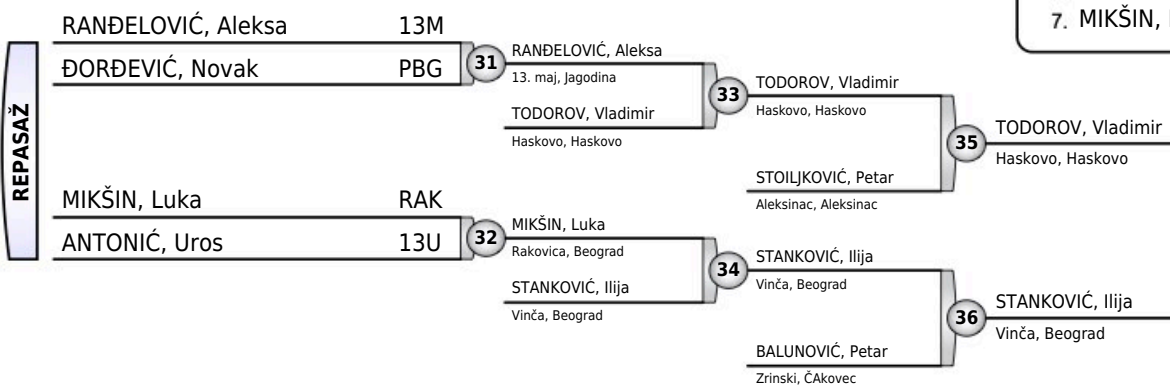 7. MIKŠIN,
REPASAŽ
RANĐELOVIĆ, Aleksa 13M
ĐORĐEVIĆ, Novak PBG
31
RANĐELOVIĆ, Aleksa
13. maj, Jagodina
TODOROV, Vladimir
Haskovo, Haskovo
33
TODOROV, Vladimir
Haskovo, Haskovo
STOILJKOVIĆ, Petar
Aleksinac, Aleksinac
35
TODOROV, Vladimir
Haskovo, Haskovo
MIKŠIN, Luka RAK
ANTONIĆ, Uros 13U
32
MIKŠIN, Luka
Rakovica, Beograd
STANKOVIĆ, Ilija
Vinča, Beograd
34
STANKOVIĆ, Ilija
Vinča, Beograd
BALUNOVIĆ, Petar
Zrinski, ČAkovec
36
STANKOVIĆ, Ilija
Vinča, Beograd